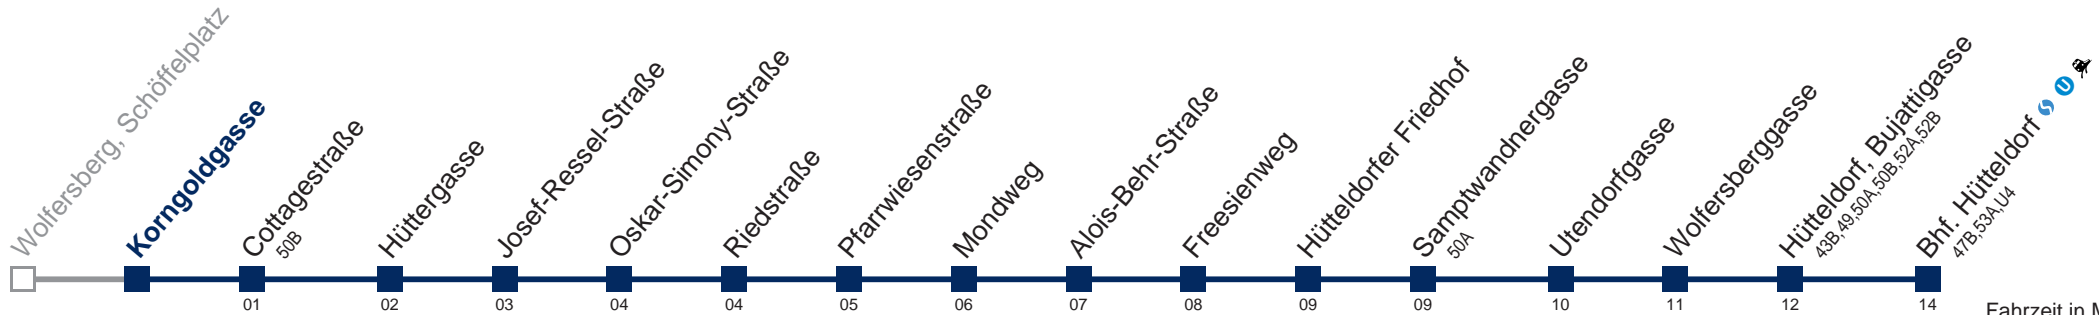 Wolfersberg, Schöffelplatz
Korngoldgasse
Cottagestraße
50B
Hüttergasse
Josef-Ressel-Straße
Oskar-Simony-Straße
Riedstraße
Pfarrwiesenstraße
Mondweg
Alois-Behr-Straße
Freesienweg
Hütteldorfer Friedhof
Samptwandnergasse
50A
Utendorfgasse
Wolfersberggasse
Hütteldorf, Bujattigasse
43B,49,50A,50B,52A,52B
Bhf. Hütteldorf S U
47B,53A,U4
01 02 03 04 04 05 06 07 08 09 09 10 11 12 14
Fahrzeit in M